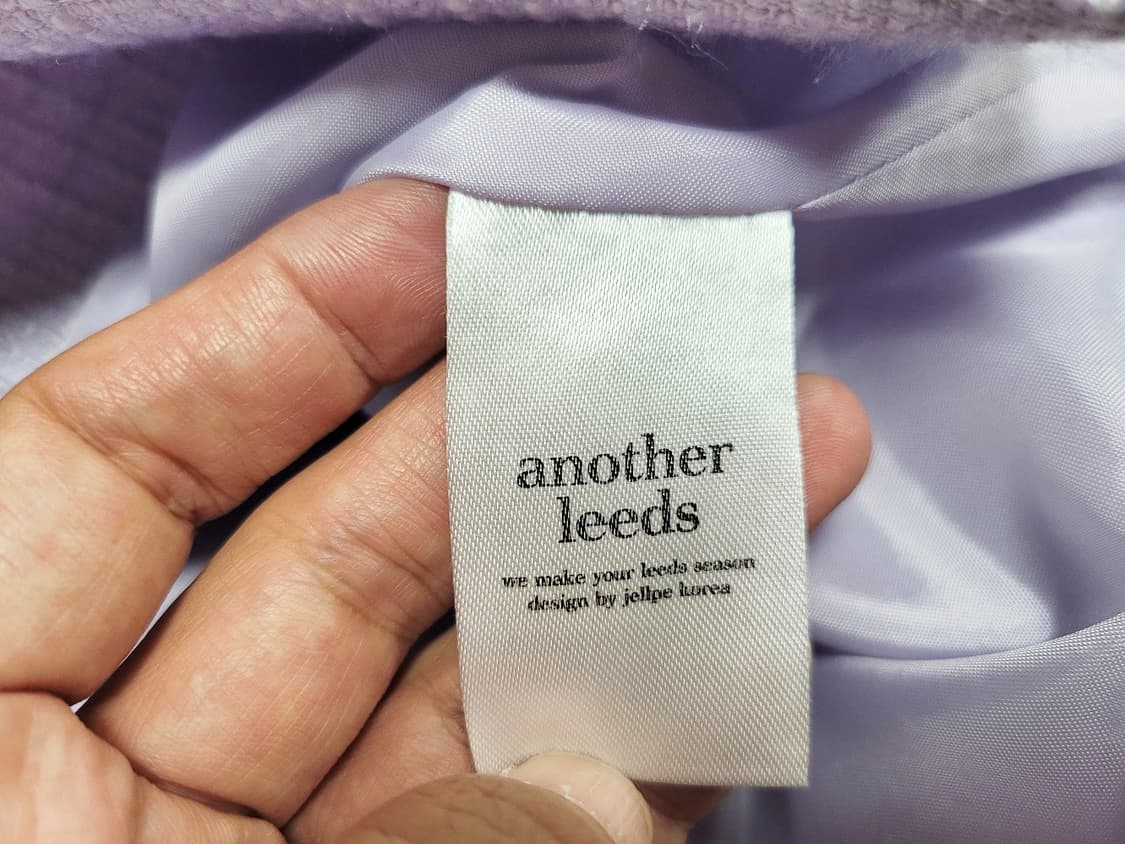 another
leeds
we make your leeds season
design by jellpe korea